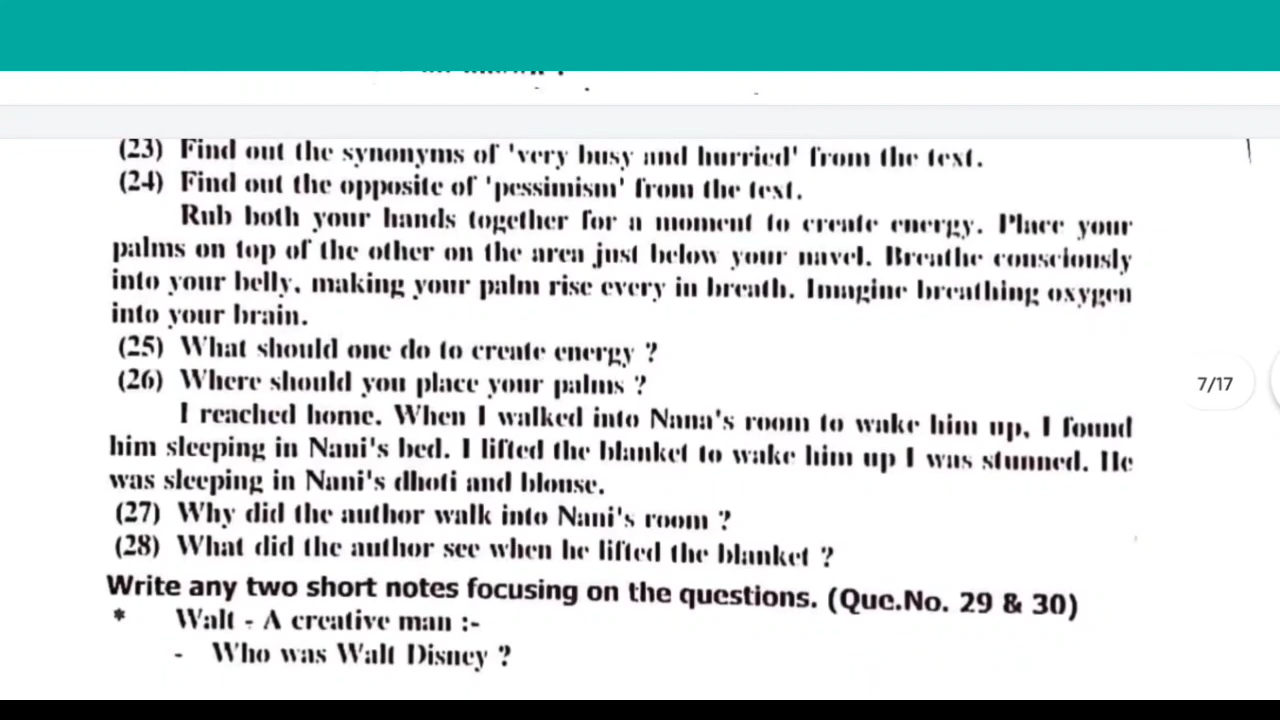 (23) Find out the synonyms of 'very busy and hurried' from the text.
(24) Find out the opposite of 'pessimism' from the text.
Rub both your hands together for a moment to create energy. Place your
palms on top of the other on the area just below your navel. Breathe consciously
into your belly, making your palm rise every in breath. Imagine breathing oxygen
into your brain.
(25) What should one do to create energy ?
(26) Where should you place your palms ?
7/17
I reached home. When I walked into Nana's room to wake him up, I found
him sleeping in Nani's bed. I lifted the blanket to wake him up I was stunned. He
was sleeping in Nani's dhoti and blouse.
(27) Why did the author walk into Nani's room ?
(28) What did the author see when he lifted the blanket ?
Write any two short notes focusing on the questions. (Que.No. 29 & 30)
* Walt - A creative man :-
- Who was Walt Disney ?